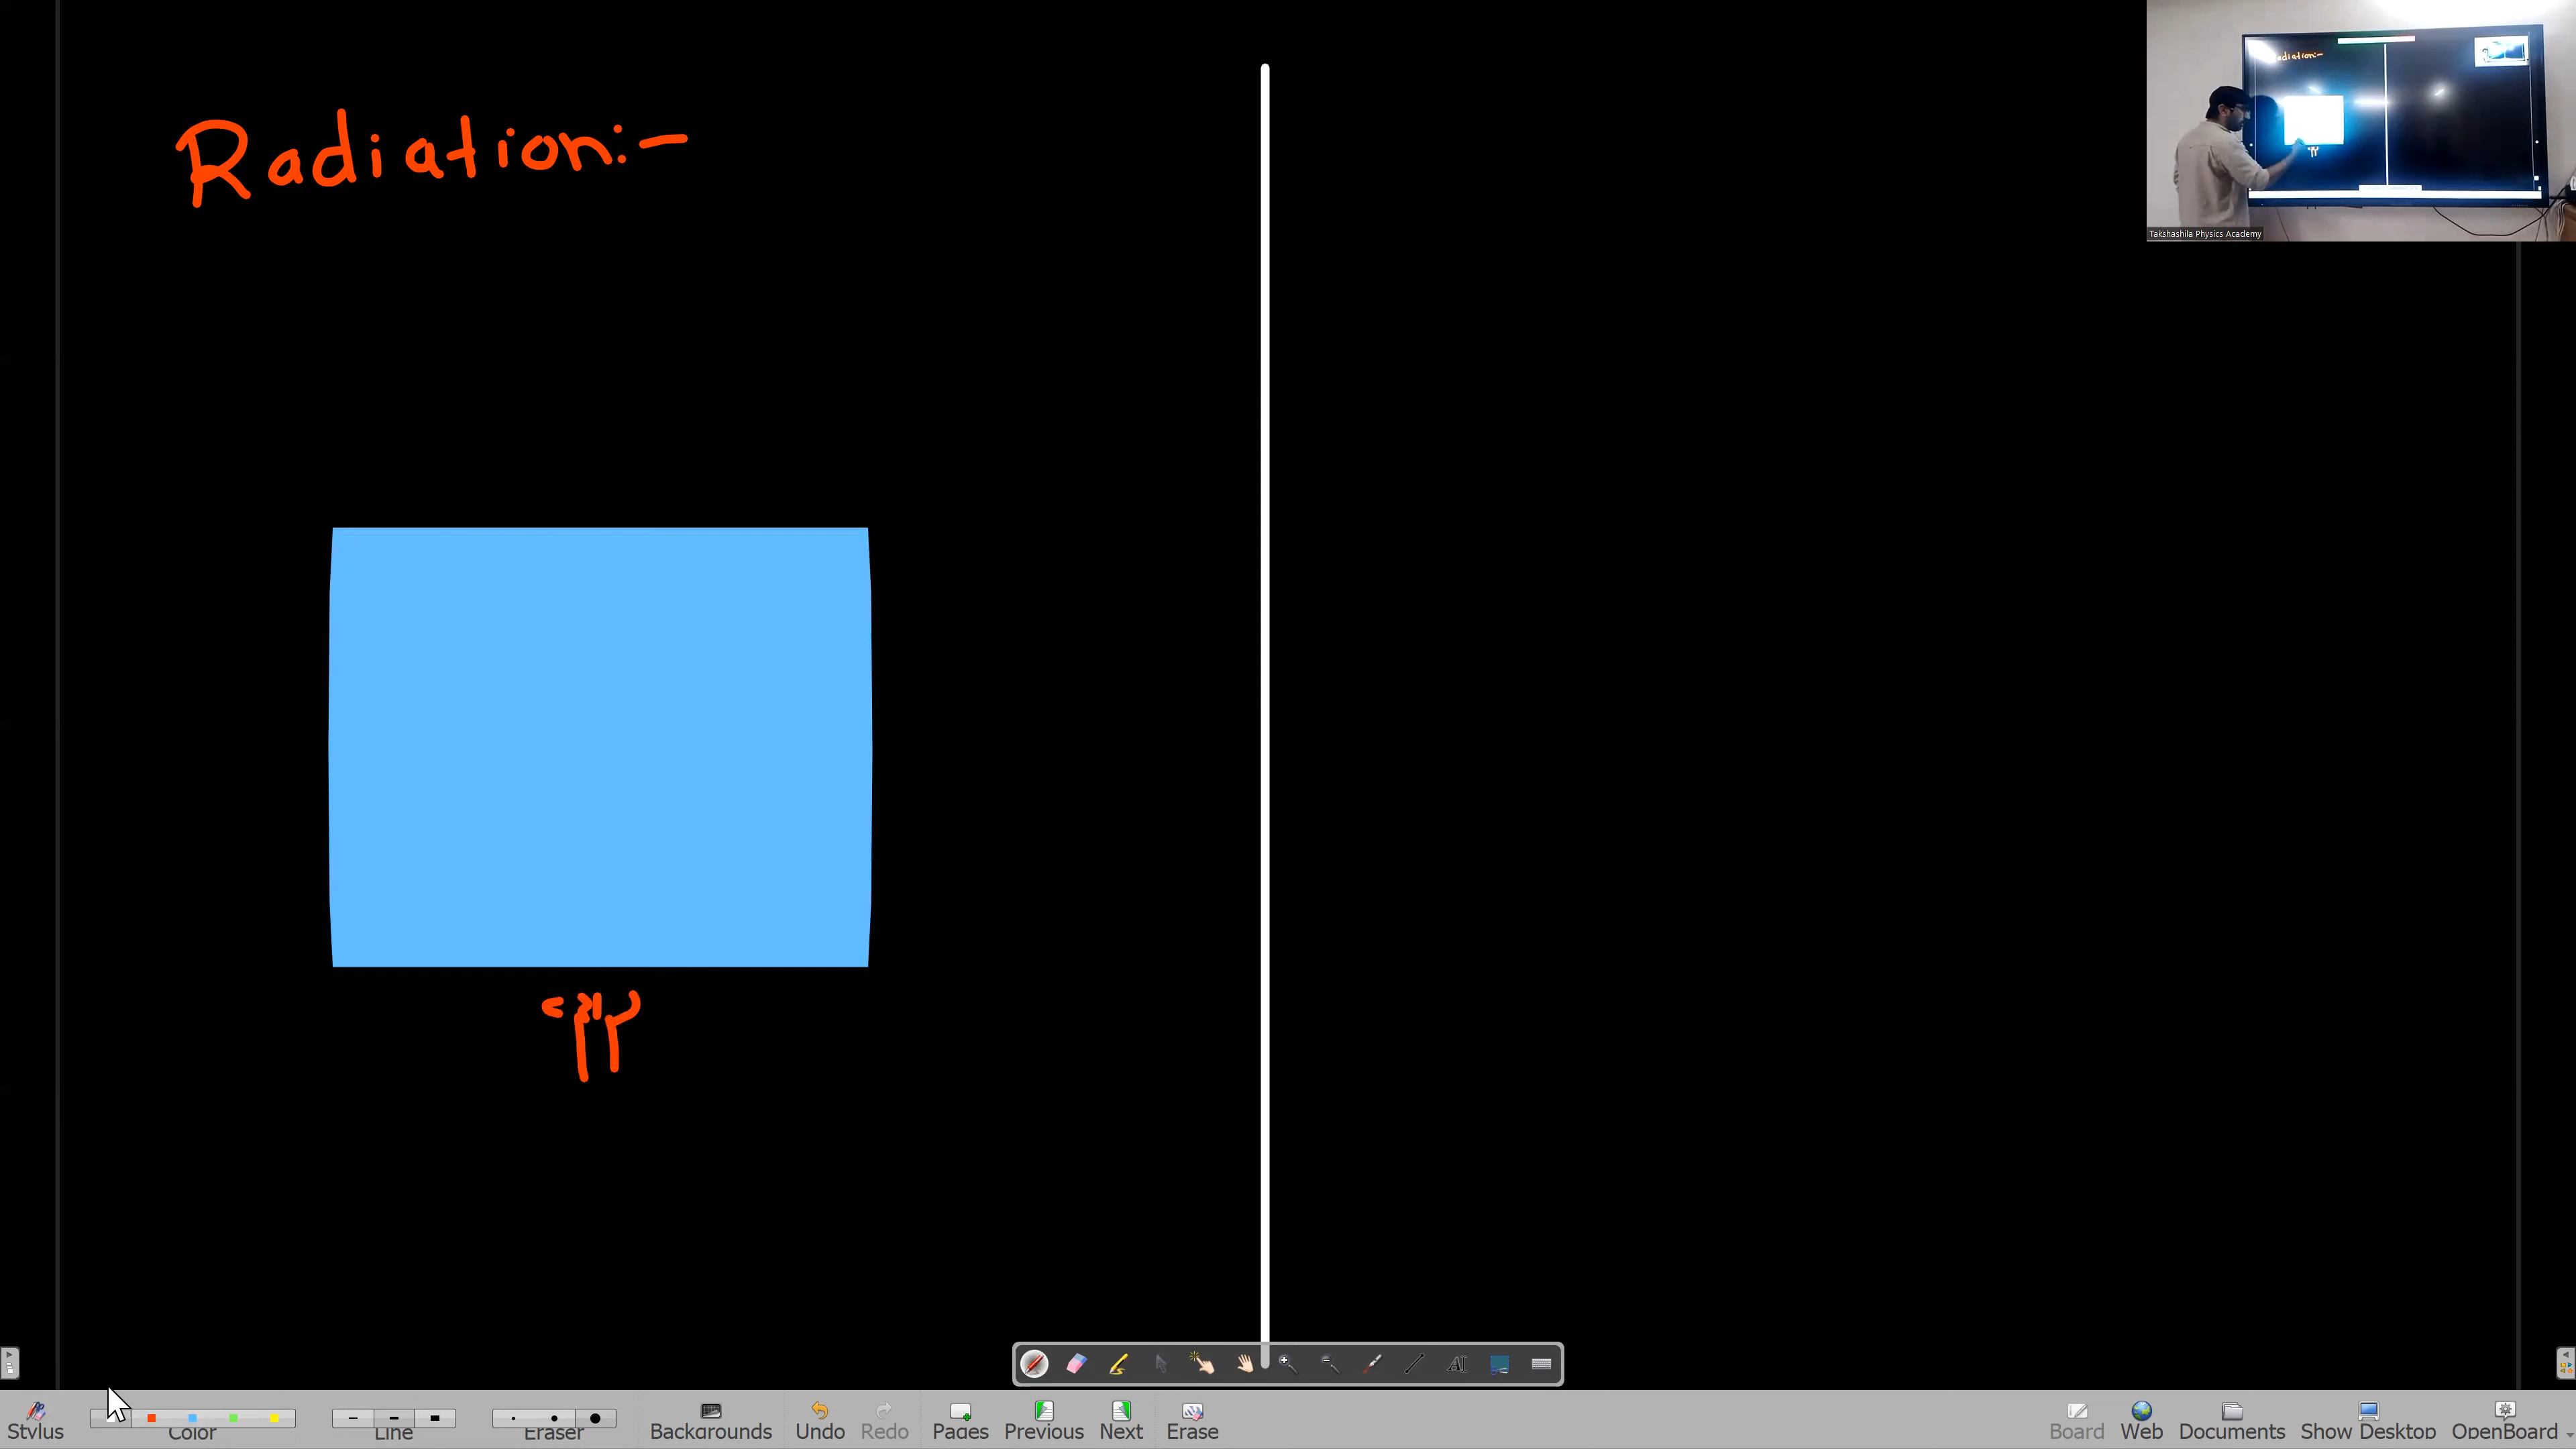 Radiation:-
Takshashila Physics Academy
Stylus
Color
Line
Eraser
Backgrounds
Undo
Redo
Pages
Previous
Next
Erase
Board
Web
Documents
Show Desktop
OpenBoard